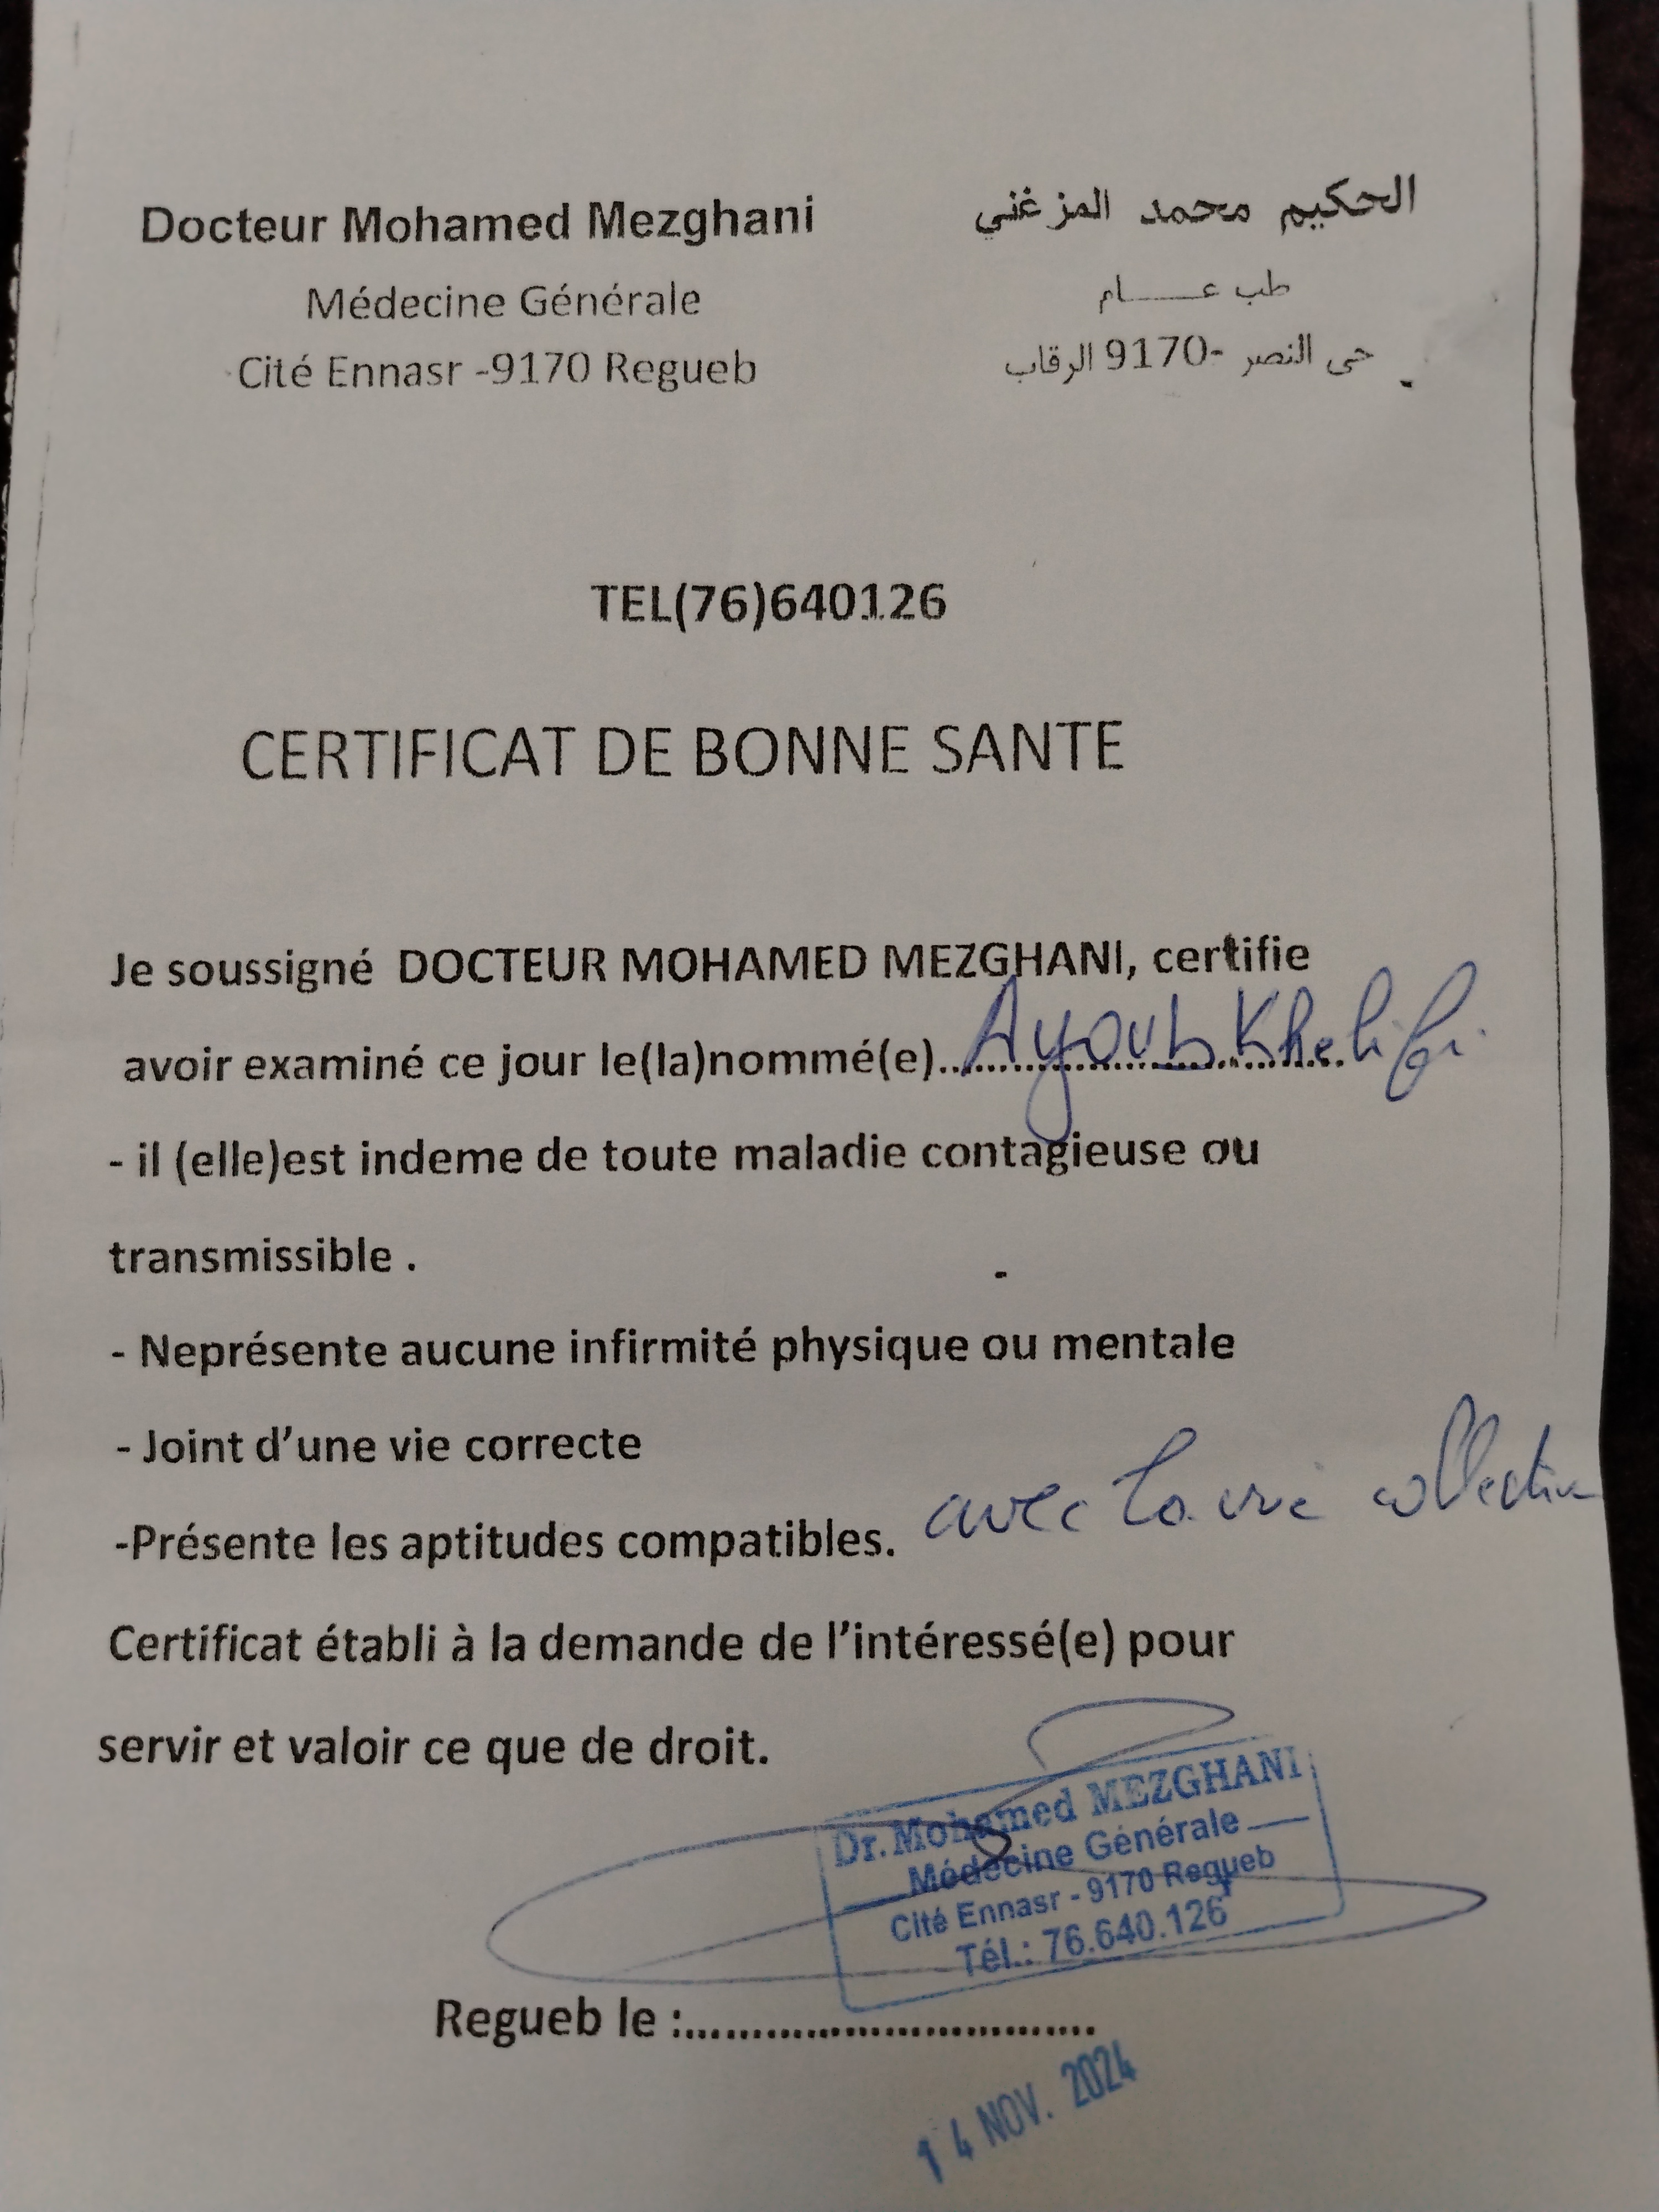 Docteur Mohamed Mezghani
Médecine Générale
Cité Ennasr -9170 Regueb
الحكيم محمد المزغني
طب عـــــام
حى النصر -9170 الرقاب
TEL(76)640126
CERTIFICAT DE BONNE SANTE
Je soussigné DOCTEUR MOHAMED MEZGHANI, certifie
avoir examiné ce jour le(la)nommé(e)..... Ayoub Khelifi
- il (elle)est indeme de toute maladie contagieuse ou
transmissible .
- Neprésente aucune infirmité physique ou mentale
- Joint d’une vie correcte
-Présente les aptitudes compatibles. avec la vie collective
Certificat établi à la demande de l’intéressé(e) pour
servir et valoir ce que de droit.
Dr. Mohamed MEZGHANI
Médecine Générale
Cité Ennasr - 9170 Regueb
Tél.: 76.640.126
Regueb le :....................................
14 NOV. 2024